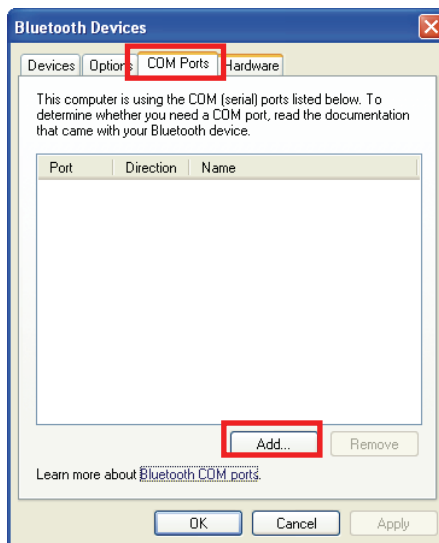 Bluetooth Devices
Devices Options COM Ports Hardware
This computer is using the COM (serial) ports listed below. To
determine whether you need a COM port, read the documentation
that came with your Bluetooth device.
Port Direction Name
Add... Remove
Learn more about Bluetooth COM ports.
OK Cancel Apply